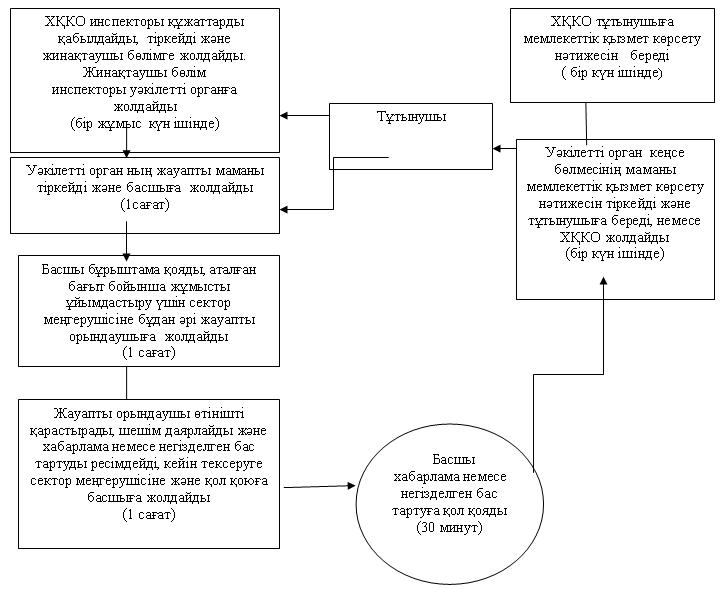 ХҚКО инспекторы құжаттарды
қабылдайды,  тіркейді және
жинақтаушы бөлімге жолдайды.
Жинақтаушы бөлім
инспекторы уәкілетті органға
жолдайды
(бір жұмыс  күн ішінде)
Уәкілетті орган ның жауапты маманы
тіркейді және басшыға  жолдайды
(1сағат)
Басшы бұрыштама қояды, аталған
бағыт бойынша жұмысты
ұйымдастыру үшін сектор
меңгерушісіне бұдан әрі жауапты
орындаушыға  жолдайды
(1 сағат)
Жауапты орындаушы өтінішті
қарастырады, шешім даярлайды және
хабарлама немесе негізделген бас
тартуды ресімдейді, кейін тексеруге
сектор меңгерушісіне және қол қоюға
басшыға жолдайды
(1 сағат)
Басшы
хабарлама немесе
негізделген бас
тартуға қол қояды
(30 минут)
Тұтынушы
ХҚКО тұтынушыға
мемлекеттік қызмет көрсету
нәтижесін   береді
( бір күн ішінде)
Уәкілетті орган  кеңсе
бөлмесінің маманы
мемлекеттік қызмет көрсету
нәтижесін тіркейді және
тұтынушыға береді, немесе
ХҚКО жолдайды
(бір күн ішінде)